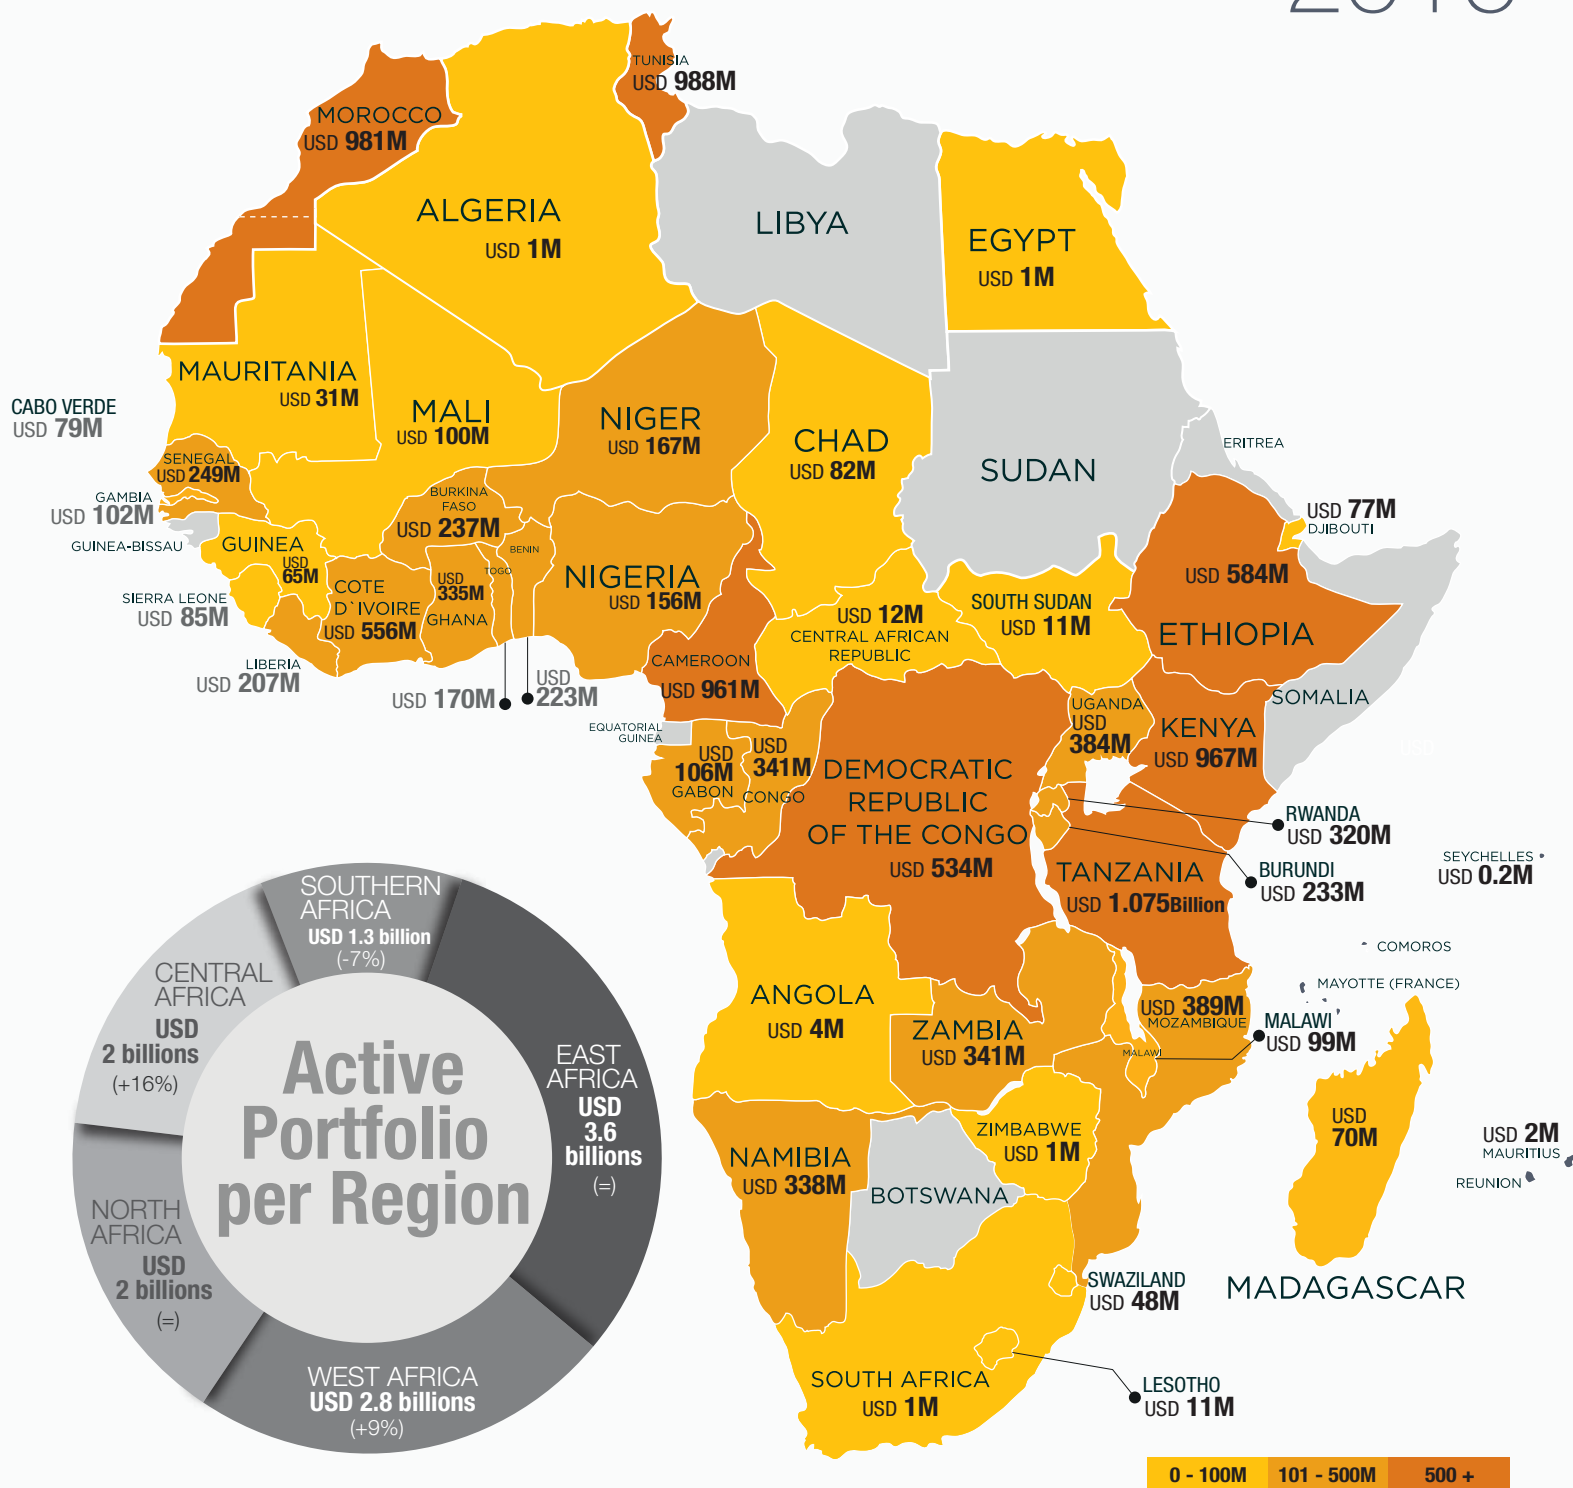 TUNISIA
USD 988M
MOROCCO
USD 981M
ALGERIA
USD 1M
LIBYA
EGYPT
USD 1M
MAURITANIA
USD 31M
CABO VERDE
USD 79M
MALI
USD 100M
NIGER
USD 167M
CHAD
USD 82M
SUDAN
ERITREA
SENEGAL
USD 249M
GAMBIA
USD 102M
GUINEA-BISSAU
BURKINA
FASO
USD 237M
USD 77M
DJIBOUTI
GUINEA
USD
65M
SIERRA LEONE
USD 85M
COTE
D`IVOIRE
USD 556M
USD
335M
GHANA
TOGO
BENIN
NIGERIA
USD 156M
USD 12M
CENTRAL AFRICAN
REPUBLIC
SOUTH SUDAN
USD 11M
USD 584M
ETHIOPIA
LIBERIA
USD 207M
USD 170M
USD
223M
CAMEROON
USD 961M
SOMALIA
EQUATORIAL
GUINEA
USD
106M
GABON
USD
341M
CONGO
UGANDA
USD
384M
KENYA
USD 967M
DEMOCRATIC
REPUBLIC
OF THE CONGO
USD 534M
RWANDA
USD 320M
BURUNDI
USD 233M
SEYCHELLES
USD 0.2M
TANZANIA
USD 1.075Billion
COMOROS
MAYOTTE (FRANCE)
ANGOLA
USD 4M
ZAMBIA
USD 341M
USD 389M
MOZAMBIQUE
MALAWI
USD 99M
MALAWI
USD
70M
MADAGASCAR
USD 2M
MAURITIUS
REUNION
ZIMBABWE
USD 1M
NAMIBIA
USD 338M
BOTSWANA
SWAZILAND
USD 48M
SOUTH AFRICA
USD 1M
LESOTHO
USD 11M
SOUTHERN
AFRICA
USD 1.3 billion
(-7%)
CENTRAL
AFRICA
USD
2 billions
(+16%)
EAST
AFRICA
USD
3.6
billions
(=)
Active
Portfolio
per Region
NORTH
AFRICA
USD
2 billions
(=)
WEST AFRICA
USD 2.8 billions
(+9%)
0 - 100M
101 - 500M
500 +